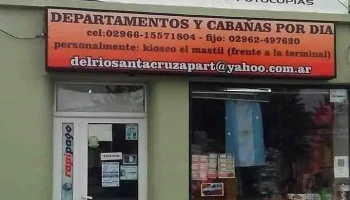 FOTOCOPIAS
DEPARTAMENTOS Y CABAÑAS POR DIA
cel:02966-15571804 - fijo: 02962-497620
personalmente: kiosco el mastil (frente a la terminal)
delriosantacruzapart@yahoo.com.ar
rapipago